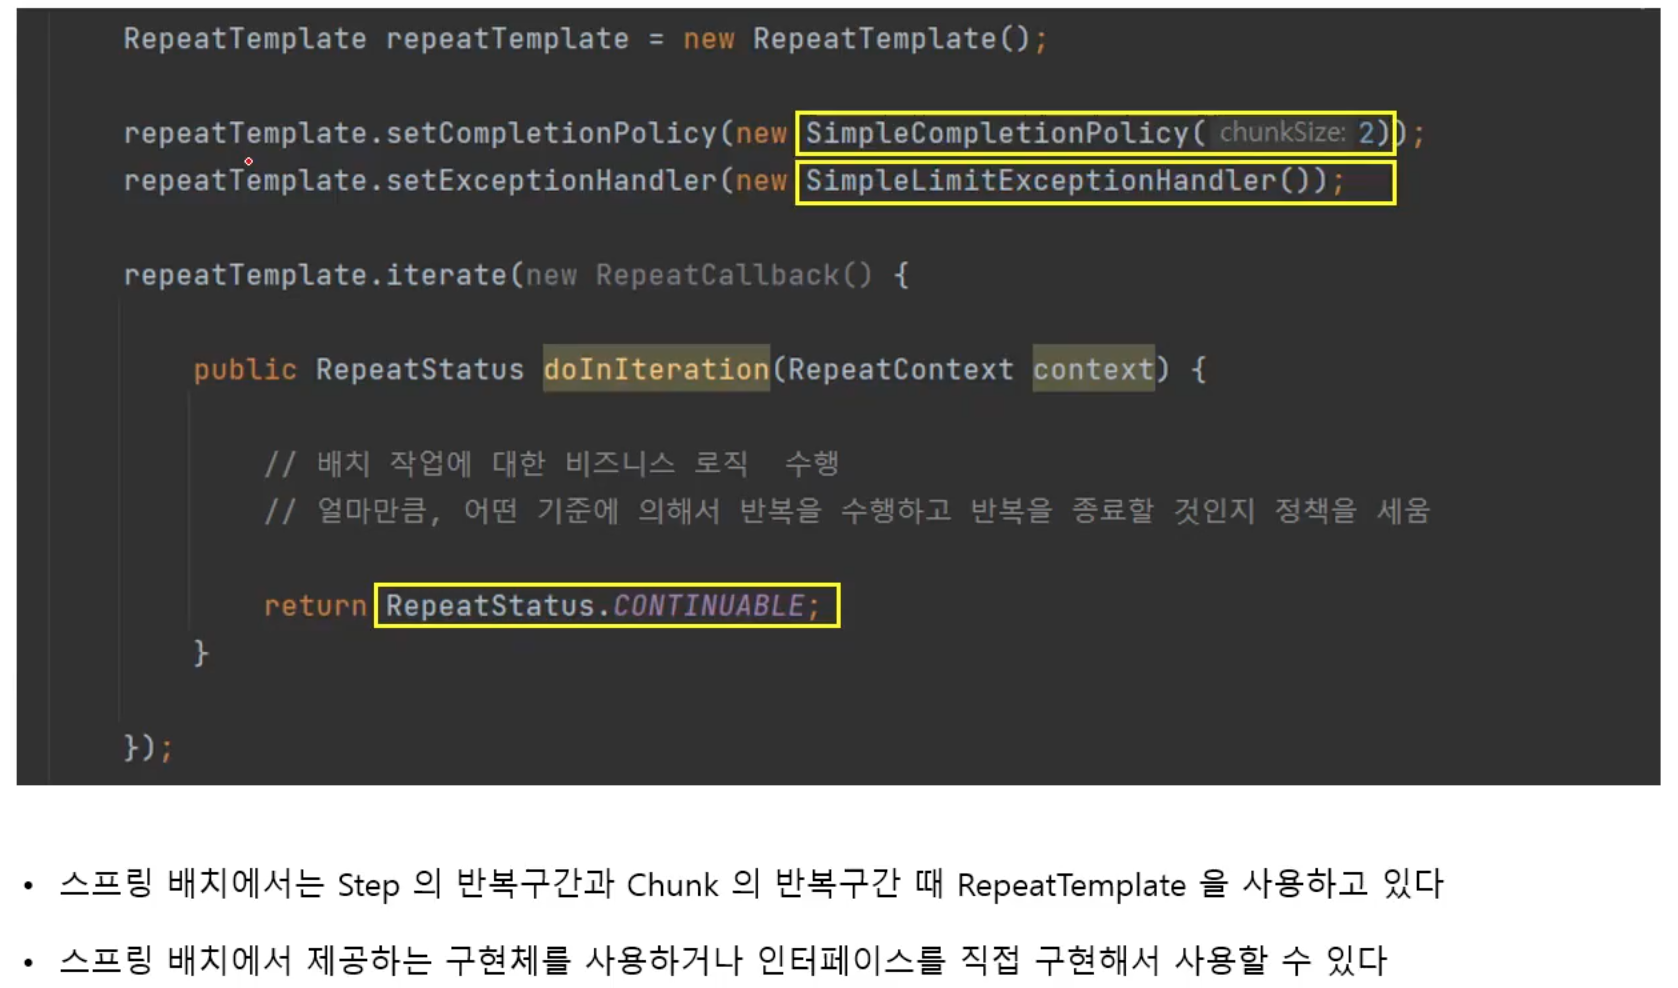 RepeatTemplate repeatTemplate = new RepeatTemplate();
repeatTemplate.setCompletionPolicy(new SimpleCompletionPolicy( chunkSize: 2));
repeatTemplate.setExceptionHandler(new SimpleLimitExceptionHandler());
repeatTemplate.iterate(new RepeatCallback() {
public RepeatStatus doInIteration(RepeatContext context) {
// 배치 작업에 대한 비즈니스 로직 수행
// 얼마만큼, 어떤 기준에 의해서 반복을 수행하고 반복을 종료할 것인지 정책을 세움
return RepeatStatus.CONTINUABLE;
}
});
• 스프링 배치에서는 Step 의 반복구간과 Chunk 의 반복구간 때 RepeatTemplate 을 사용하고 있다
• 스프링 배치에서 제공하는 구현체를 사용하거나 인터페이스를 직접 구현해서 사용할 수 있다